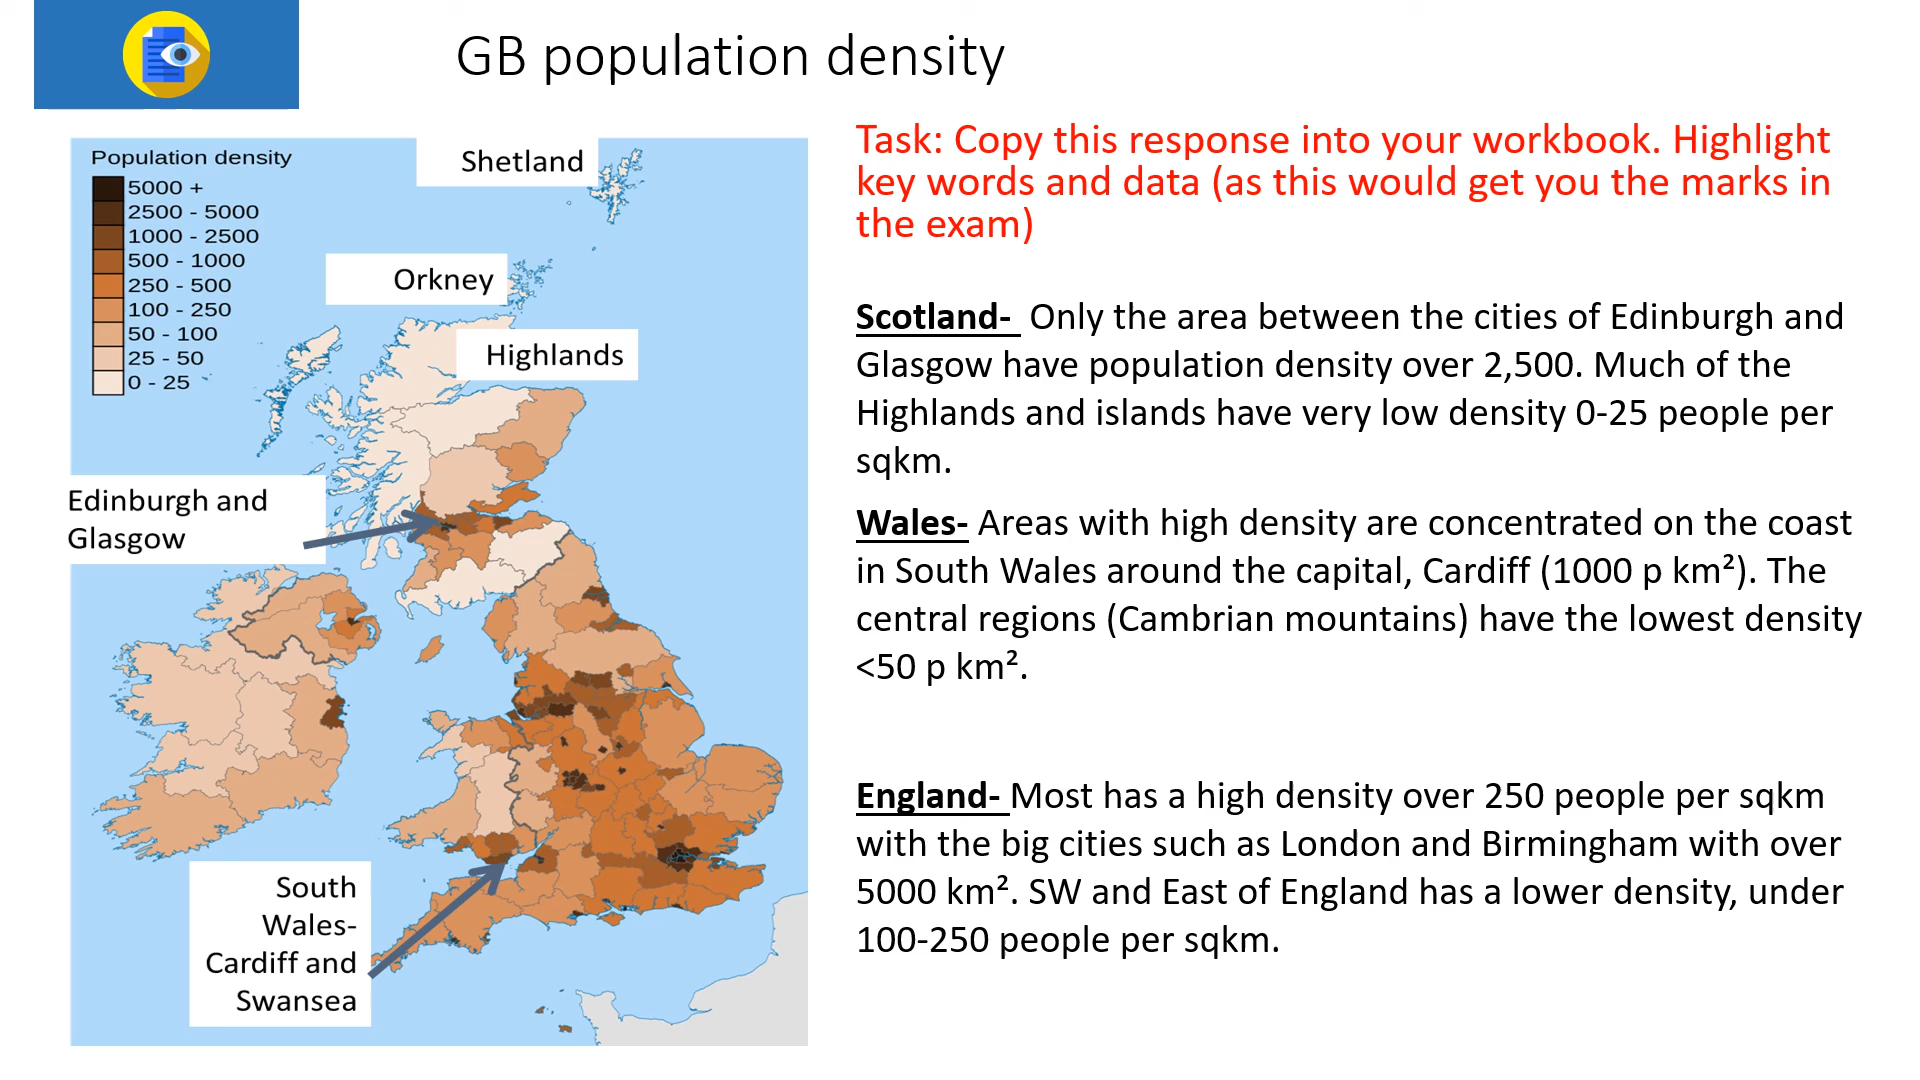 GB population density
Population density
5000 +
2500 - 5000
1000 - 2500
500 - 1000
250 - 500
100 - 250
50 - 100
25 - 50
0 - 25
Shetland
Orkney
Highlands
Edinburgh and
Glasgow
South
Wales-
Cardiff and
Swansea
Task: Copy this response into your workbook. Highlight
key words and data (as this would get you the marks in
the exam)
Scotland- Only the area between the cities of Edinburgh and
Glasgow have population density over 2,500. Much of the
Highlands and islands have very low density 0-25 people per
sqkm.
Wales- Areas with high density are concentrated on the coast
in South Wales around the capital, Cardiff (1000 p km²). The
central regions (Cambrian mountains) have the lowest density
<50 p km².
England- Most has a high density over 250 people per sqkm
with the big cities such as London and Birmingham with over
5000 km². SW and East of England has a lower density, under
100-250 people per sqkm.